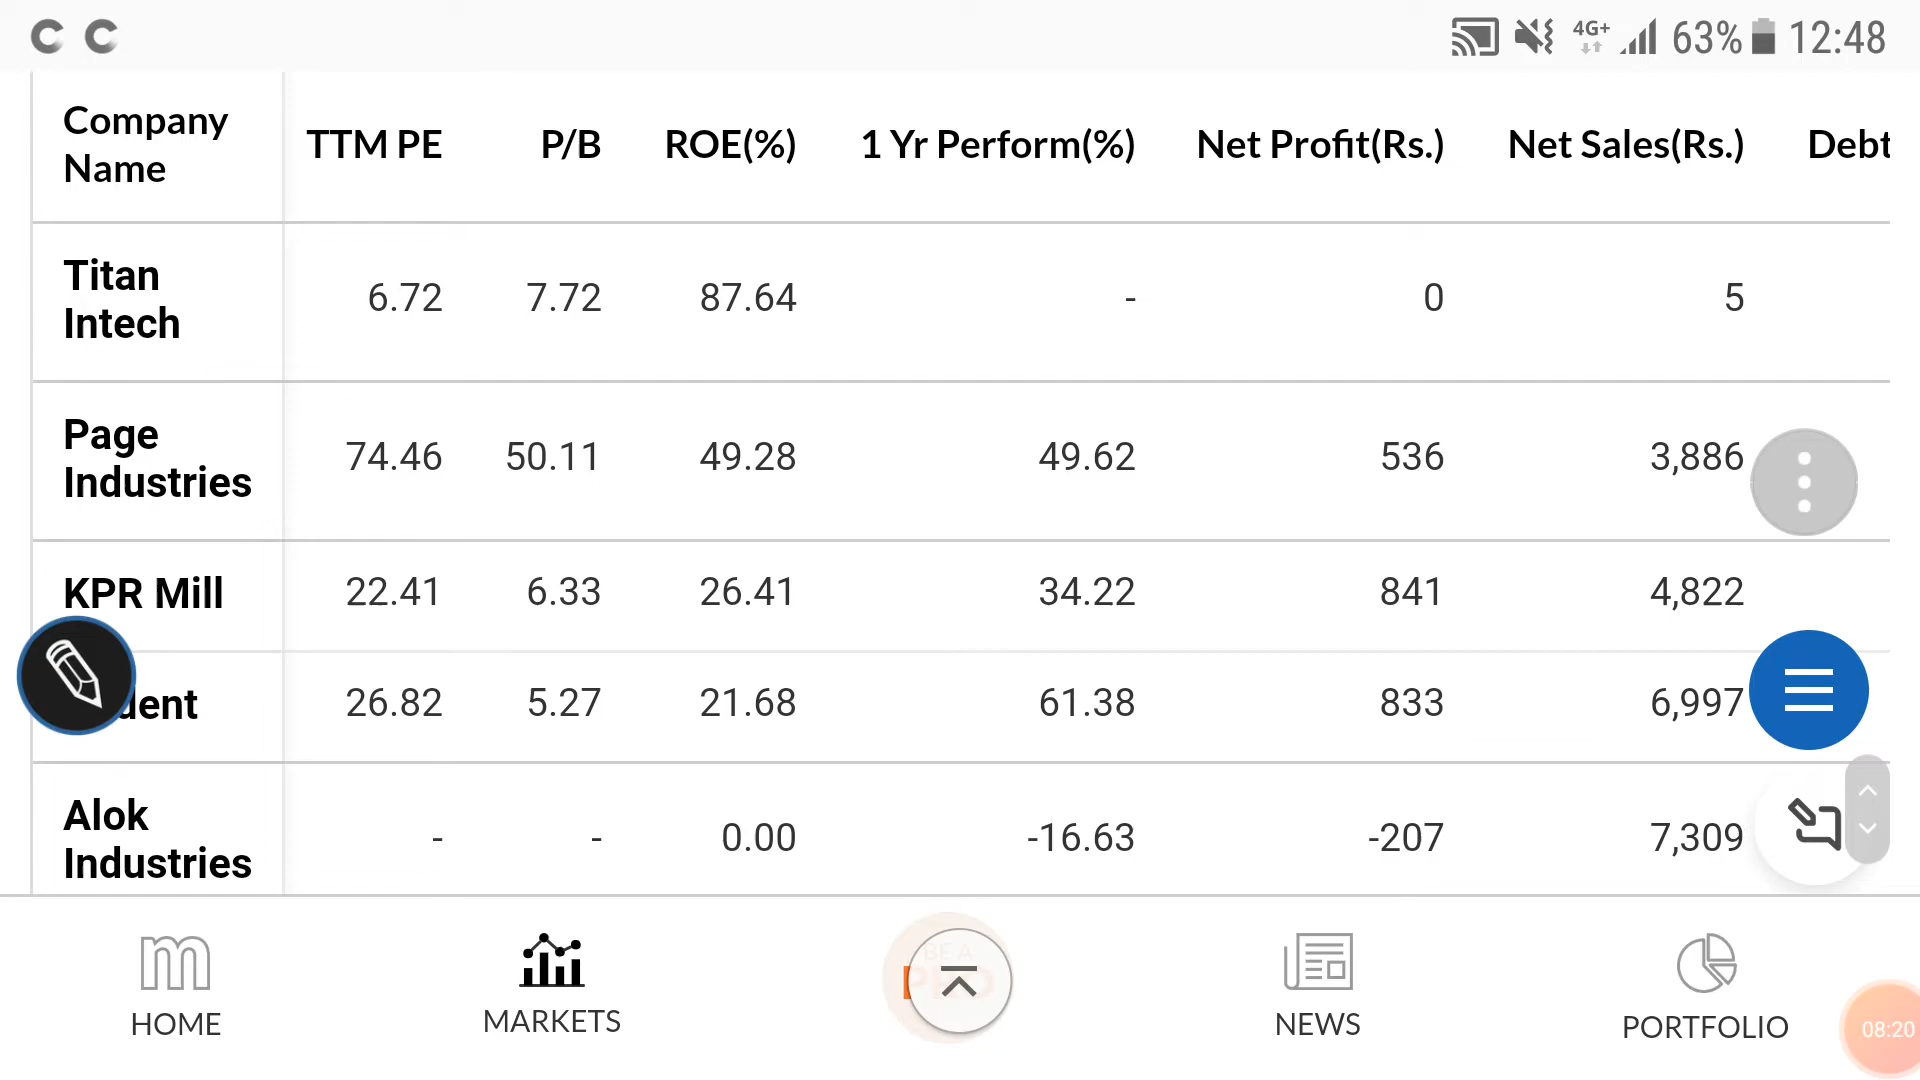 4G+ 63% 12:48
Company Name TTM PE P/B ROE(%) 1 Yr Perform(%) Net Profit(Rs.) Net Sales(Rs.) Debt
Titan Intech 6.72 7.72 87.64 - 0 5
Page Industries 74.46 50.11 49.28 49.62 536 3,886
KPR Mill 22.41 6.33 26.41 34.22 841 4,822
dent 26.82 5.27 21.68 61.38 833 6,997
Alok Industries - - 0.00 -16.63 -207 7,309
BE A
PRO
HOME MARKETS NEWS PORTFOLIO
08:20